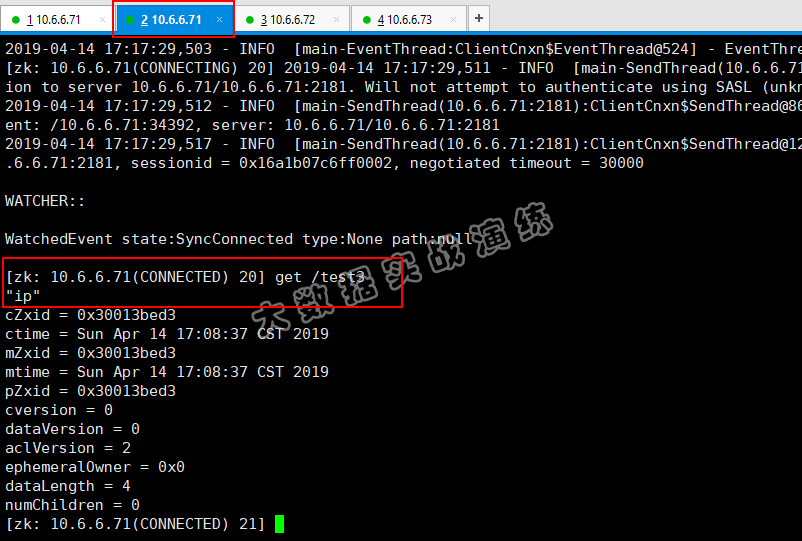 1 10.6.6.71 × 2 10.6.6.71 × 3 10.6.6.72 × 4 10.6.6.73 × +
2019-04-14 17:17:29,503 - INFO  [main-EventThread:ClientCnxn$EventThread@524] - EventThre
[zk: 10.6.6.71(CONNECTING) 20] 2019-04-14 17:17:29,511 - INFO  [main-SendThread(10.6.6.71
ion to server 10.6.6.71/10.6.6.71:2181. Will not attempt to authenticate using SASL (unkn
2019-04-14 17:17:29,512 - INFO  [main-SendThread(10.6.6.71:2181):ClientCnxn$SendThread@86
ent: /10.6.6.71:34392, server: 10.6.6.71/10.6.6.71:2181
2019-04-14 17:17:29,517 - INFO  [main-SendThread(10.6.6.71:2181):ClientCnxn$SendThread@12
.6.6.71:2181, sessionid = 0x16a1b07c6ff0002, negotiated timeout = 30000
WATCHER::
WatchedEvent state:SyncConnected type:None path:null
[zk: 10.6.6.71(CONNECTED) 20] get /test3
"ip"
cZxid = 0x30013bed3
ctime = Sun Apr 14 17:08:37 CST 2019
mZxid = 0x30013bed3
mtime = Sun Apr 14 17:08:37 CST 2019
pZxid = 0x30013bed3
cversion = 0
dataVersion = 0
aclVersion = 2
ephemeralOwner = 0x0
dataLength = 4
numChildren = 0
[zk: 10.6.6.71(CONNECTED) 21]
大数据实战演练